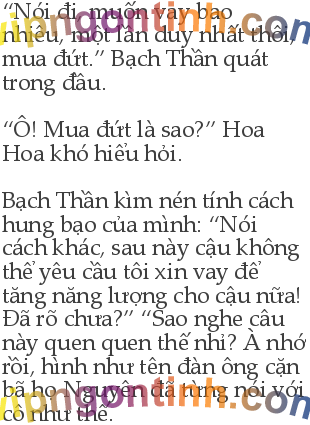 “Nói đi, muốn vay bao
nhiêu, một lần duy nhất thôi,
mua đứt.” Bạch Thần quát
trong đầu.
“Ô! Mua đứt là sao?” Hoa
Hoa khó hiểu hỏi.
Bạch Thần kìm nén tính cách
hung bạo của mình: “Nói
cách khác, sau này cậu không
thể yêu cầu tôi xin vay để
tăng năng lượng cho cậu nữa!
Đã rõ chưa?” “Sao nghe câu
này quen quen thế nhỉ? À nhớ
rồi, hình như tên đàn ông cặn
bã họ Nguyên đã từng nói với
cô như thế.
vipngontinh.com
vipngontinh.com